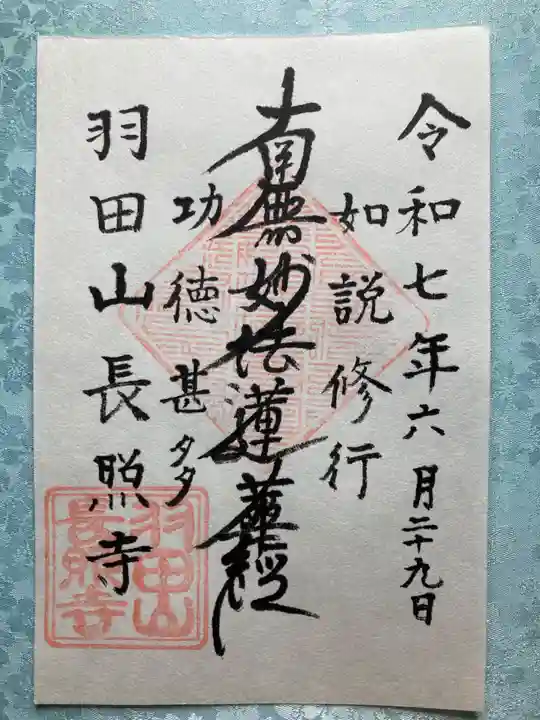 令和七年六月二十九日
如説修行
南無妙法蓮華経
功徳甚多
羽田山長照寺
羽田山
長照寺